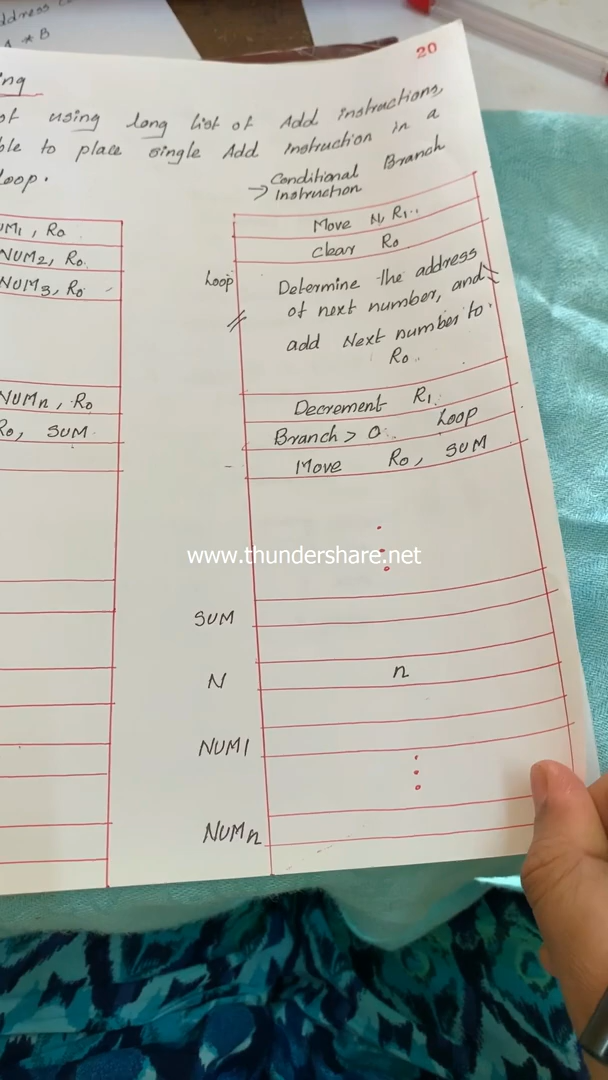 * B
20
ng
of using long list of Add instructions,
ble to place single Add Instruction in a
loop.
→ Conditional Branch
Instruction
UM1, R0
NUM2, R0
NUM3, R0
NUMn, R0
R0, SUM
Move N, R1
Clear R0
Loop
Determine the address
of next number, and
add Next number to
R0
Decrement R1
Branch > 0 Loop
Move R0, SUM
www.thundershare.net
SUM
N
n
NUM1
NUMn